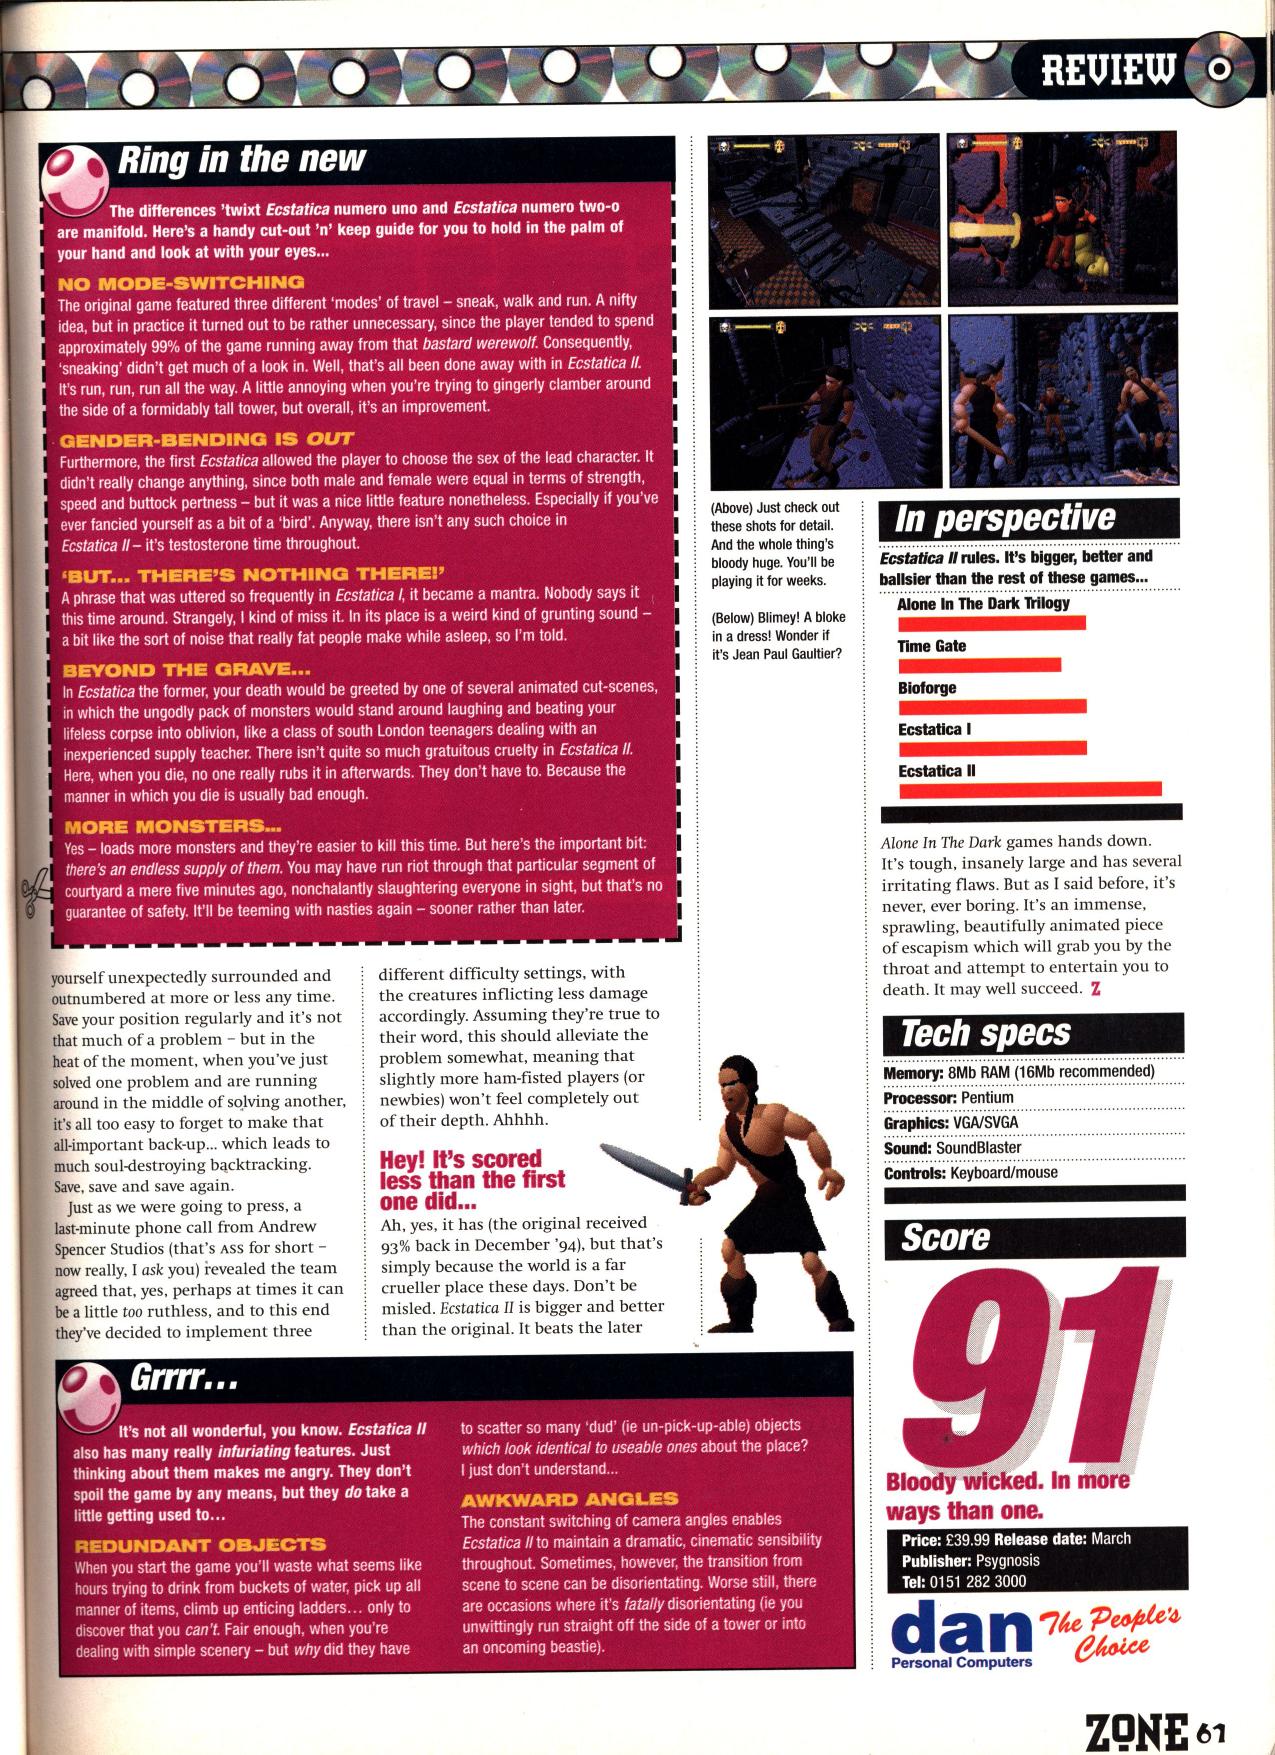 REVIEW
Ring in the new
The differences 'twixt Ecstatica numero uno and Ecstatica numero two-o
are manifold. Here's a handy cut-out 'n' keep guide for you to hold in the palm of
your hand and look at with your eyes...
NO MODE-SWITCHING
The original game featured three different 'modes' of travel – sneak, walk and run. A nifty
idea, but in practice it turned out to be rather unnecessary, since the player tended to spend
approximately 99% of the game running away from that bastard werewolf. Consequently,
'sneaking' didn't get much of a look in. Well, that's all been done away with in Ecstatica II.
It's run, run, run all the way. A little annoying when you're trying to gingerly clamber around
the side of a formidably tall tower, but overall, it's an improvement.
GENDER-BENDING IS OUT
Furthermore, the first Ecstatica allowed the player to choose the sex of the lead character. It
didn't really change anything, since both male and female were equal in terms of strength,
speed and buttock pertness – but it was a nice little feature nonetheless. Especially if you've
ever fancied yourself as a bit of a 'bird'. Anyway, there isn't any such choice in
Ecstatica II – it's testosterone time throughout.
'BUT... THERE'S NOTHING THERE!'
A phrase that was uttered so frequently in Ecstatica I, it became a mantra. Nobody says it
this time around. Strangely, I kind of miss it. In its place is a weird kind of grunting sound –
a bit like the sort of noise that really fat people make while asleep, so I'm told.
BEYOND THE GRAVE...
In Ecstatica the former, your death would be greeted by one of several animated cut-scenes,
in which the ungodly pack of monsters would stand around laughing and beating your
lifeless corpse into oblivion, like a class of south London teenagers dealing with an
inexperienced supply teacher. There isn't quite so much gratuitous cruelty in Ecstatica II.
Here, when you die, no one really rubs it in afterwards. They don't have to. Because the
manner in which you die is usually bad enough.
MORE MONSTERS...
Yes – loads more monsters and they're easier to kill this time. But here's the important bit:
there's an endless supply of them. You may have run riot through that particular segment of
courtyard a mere five minutes ago, nonchalantly slaughtering everyone in sight, but that's no
guarantee of safety. It'll be teeming with nasties again – sooner rather than later.
yourself unexpectedly surrounded and
outnumbered at more or less any time.
Save your position regularly and it's not
that much of a problem – but in the
heat of the moment, when you've just
solved one problem and are running
around in the middle of solving another,
it's all too easy to forget to make that
all-important back-up... which leads to
much soul-destroying backtracking.
Save, save and save again.
Just as we were going to press, a
last-minute phone call from Andrew
Spencer Studios (that's ASS for short –
now really, I ask you) revealed the team
agreed that, yes, perhaps at times it can
be a little too ruthless, and to this end
they've decided to implement three
different difficulty settings, with
the creatures inflicting less damage
accordingly. Assuming they're true to
their word, this should alleviate the
problem somewhat, meaning that
slightly more ham-fisted players (or
newbies) won't feel completely out
of their depth. Ahhhh.
Hey! It's scored
less than the first
one did...
Ah, yes, it has (the original received
93% back in December '94), but that's
simply because the world is a far
crueller place these days. Don't be
misled. Ecstatica II is bigger and better
than the original. It beats the later
(Above) Just check out
these shots for detail.
And the whole thing's
bloody huge. You'll be
playing it for weeks.
(Below) Blimey! A bloke
in a dress! Wonder if
it's Jean Paul Gaultier?
In perspective
Ecstatica II rules. It's bigger, better and
ballsier than the rest of these games...
Alone In The Dark Trilogy
Time Gate
Bioforge
Ecstatica I
Ecstatica II
Alone In The Dark games hands down.
It's tough, insanely large and has several
irritating flaws. But as I said before, it's
never, ever boring. It's an immense,
sprawling, beautifully animated piece
of escapism which will grab you by the
throat and attempt to entertain you to
death. It may well succeed. Z
Tech specs
Memory: 8Mb RAM (16Mb recommended)
Processor: Pentium
Graphics: VGA/SVGA
Sound: SoundBlaster
Controls: Keyboard/mouse
Score
91
Bloody wicked. In more
ways than one.
Price: £39.99 Release date: March
Publisher: Psygnosis
Tel: 0151 282 3000
dan
Personal Computers
The People's
Choice
Grrrr...
It's not all wonderful, you know. Ecstatica II
also has many really infuriating features. Just
thinking about them makes me angry. They don't
spoil the game by any means, but they do take a
little getting used to...
REDUNDANT OBJECTS
When you start the game you'll waste what seems like
hours trying to drink from buckets of water, pick up all
manner of items, climb up enticing ladders... only to
discover that you can't. Fair enough, when you're
dealing with simple scenery – but why did they have
to scatter so many 'dud' (ie un-pick-up-able) objects
which look identical to useable ones about the place?
I just don't understand...
AWKWARD ANGLES
The constant switching of camera angles enables
Ecstatica II to maintain a dramatic, cinematic sensibility
throughout. Sometimes, however, the transition from
scene to scene can be disorientating. Worse still, there
are occasions where it's fatally disorientating (ie you
unwittingly run straight off the side of a tower or into
an oncoming beastie).
ZONE 61